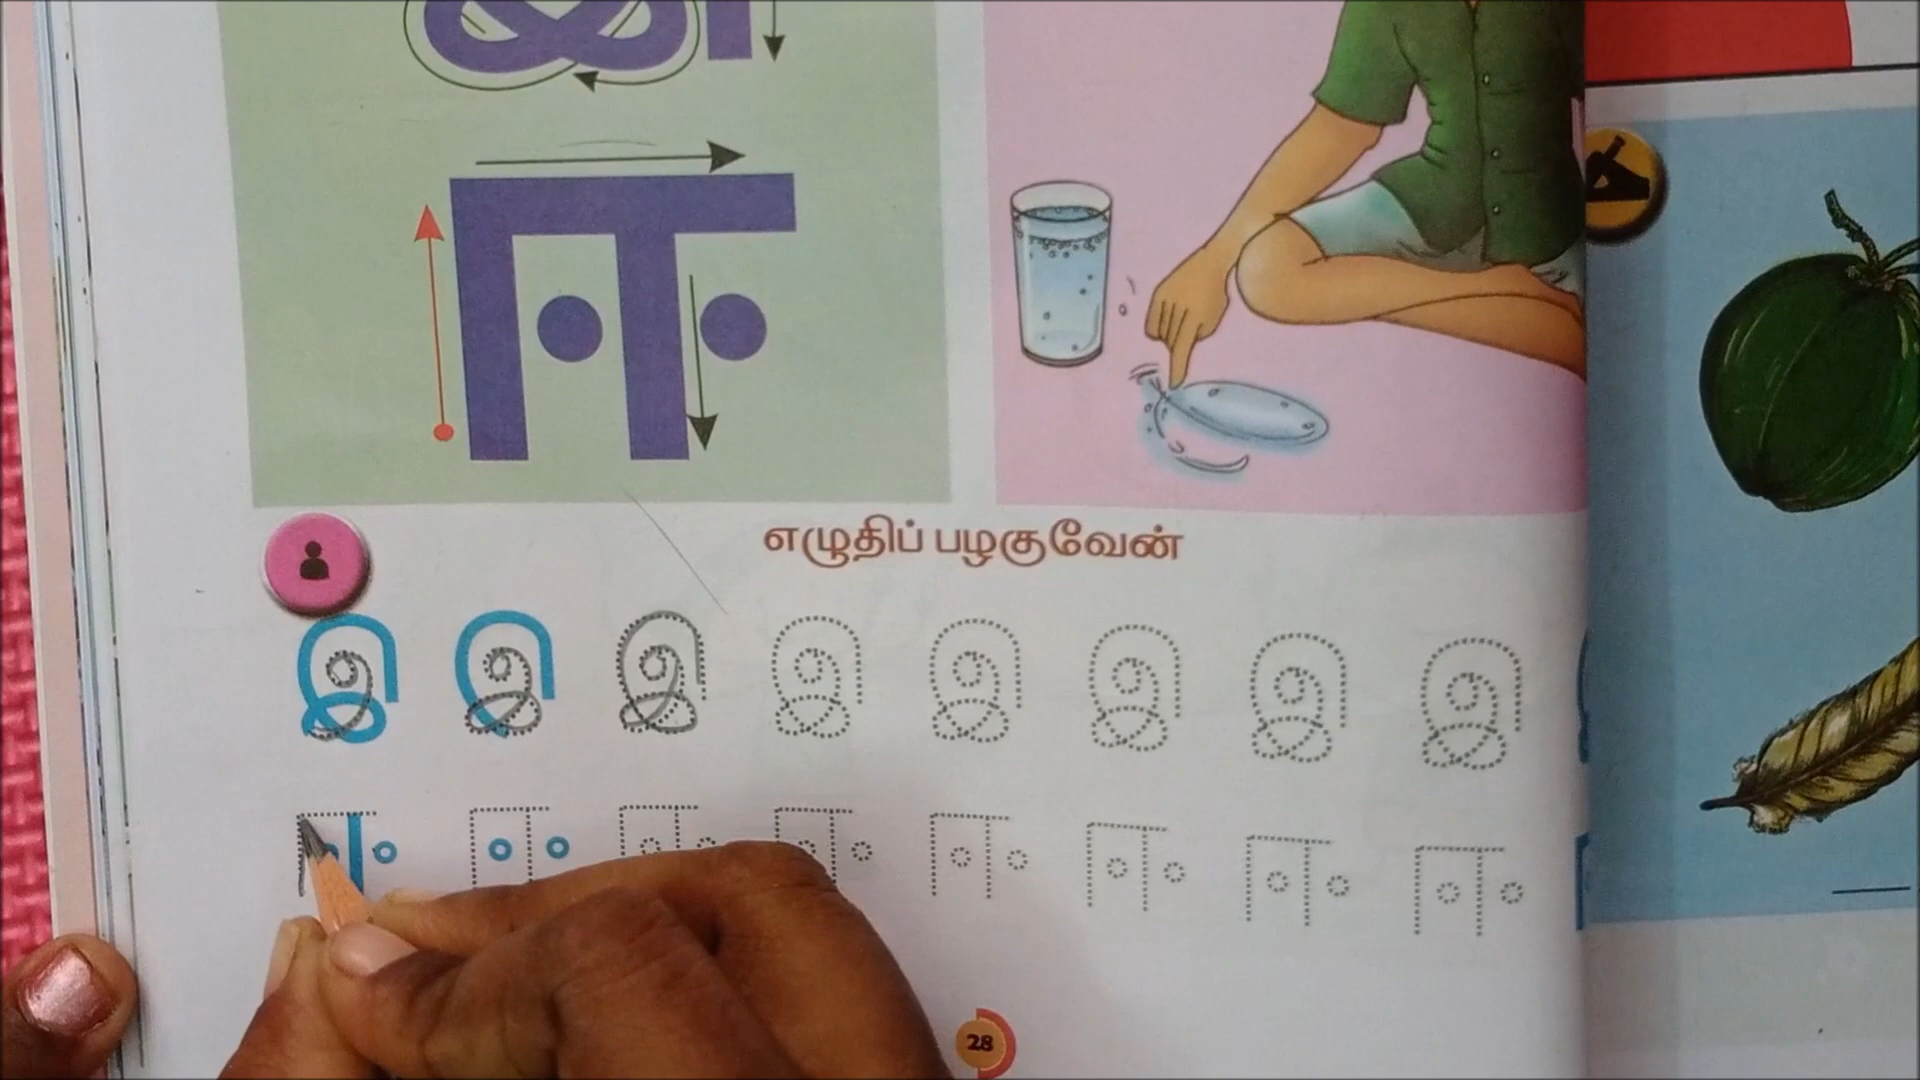 இ
ஈ
எழுதிப் பழகுவேன்
இ இ இ இ இ இ இ இ
ஈ ஈ ஈ ஈ ஈ ஈ ஈ ஈ
28